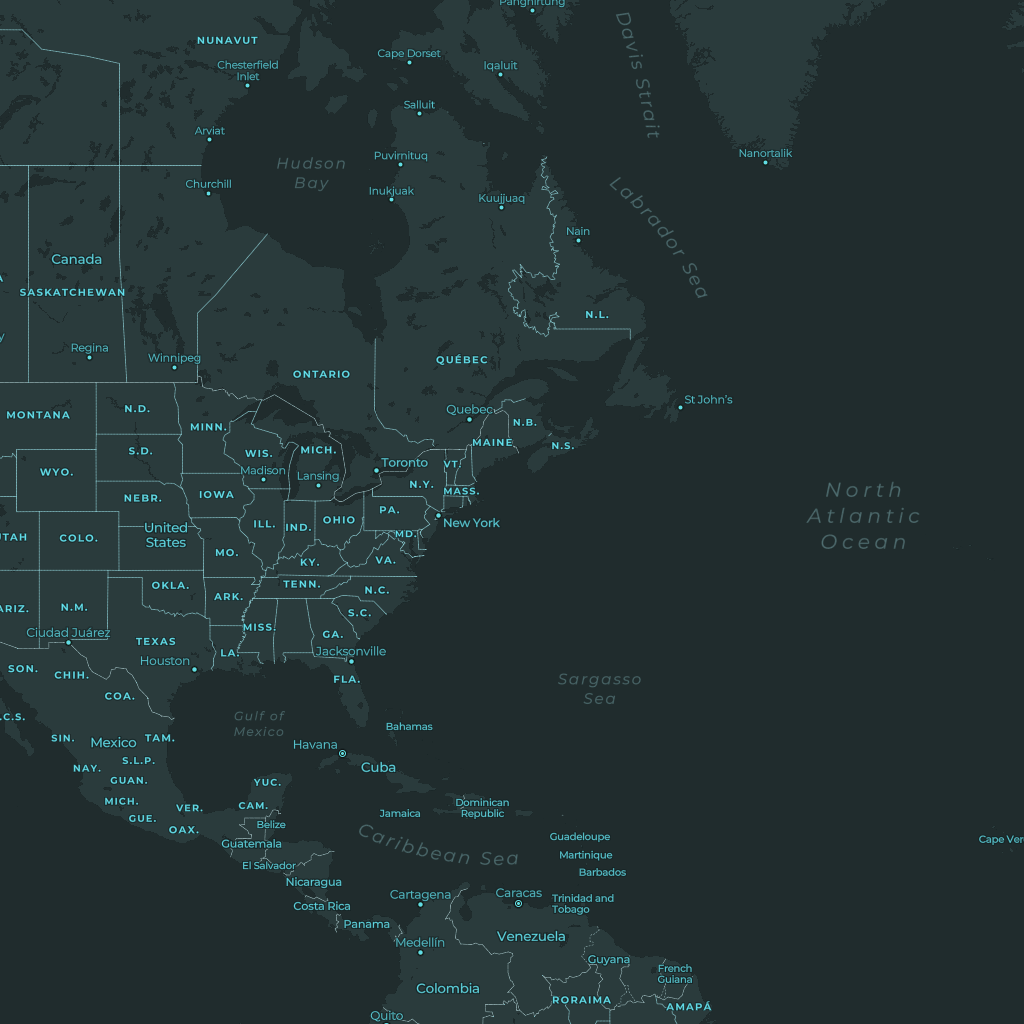 Pangnirtung
NUNAVUT
Cape Dorset
Chesterfield
Inlet
Iqaluit
Davis Strait
Salluit
Arviat
Hudson
Bay
Puvirnituq
Nanortalik
Churchill
Inukjuak
Kuujjuaq
Labrador Sea
Nain
Canada
SASKATCHEWAN
N.L.
Regina
Winnipeg
QUÉBEC
ONTARIO
St John's
MONTANA
N.D.
Quebec
MINN.
N.B.
MAINE
N.S.
S.D.
WIS.
MICH.
Toronto
VT.
WYO.
Madison
Lansing
N.Y.
MASS.
NEBR.
IOWA
North
Atlantic
Ocean
PA.
OHIO
New York
ILL.
IND.
United
States
UTAH
COLO.
MD.
MO.
KY.
VA.
OKLA.
TENN.
N.C.
ARK.
ARIZ.
N.M.
S.C.
Ciudad Juárez
MISS.
GA.
TEXAS
LA.
Jacksonville
Houston
SON.
CHIH.
FLA.
Sargasso
Sea
COA.
.C.S.
Gulf of
Mexico
Bahamas
SIN.
Mexico
TAM.
Havana
S.L.P.
NAY.
Cuba
GUAN.
YUC.
MICH.
VER.
CAM.
Dominican
Republic
Jamaica
GUE.
OAX.
Belize
Caribbean Sea
Guadeloupe
Cape Ver
Guatemala
Martinique
El Salvador
Barbados
Nicaragua
Cartagena
Caracas
Trinidad and
Tobago
Costa Rica
Panama
Medellín
Venezuela
Guyana
French
Guiana
Colombia
RORAIMA
AMAPÁ
Quito